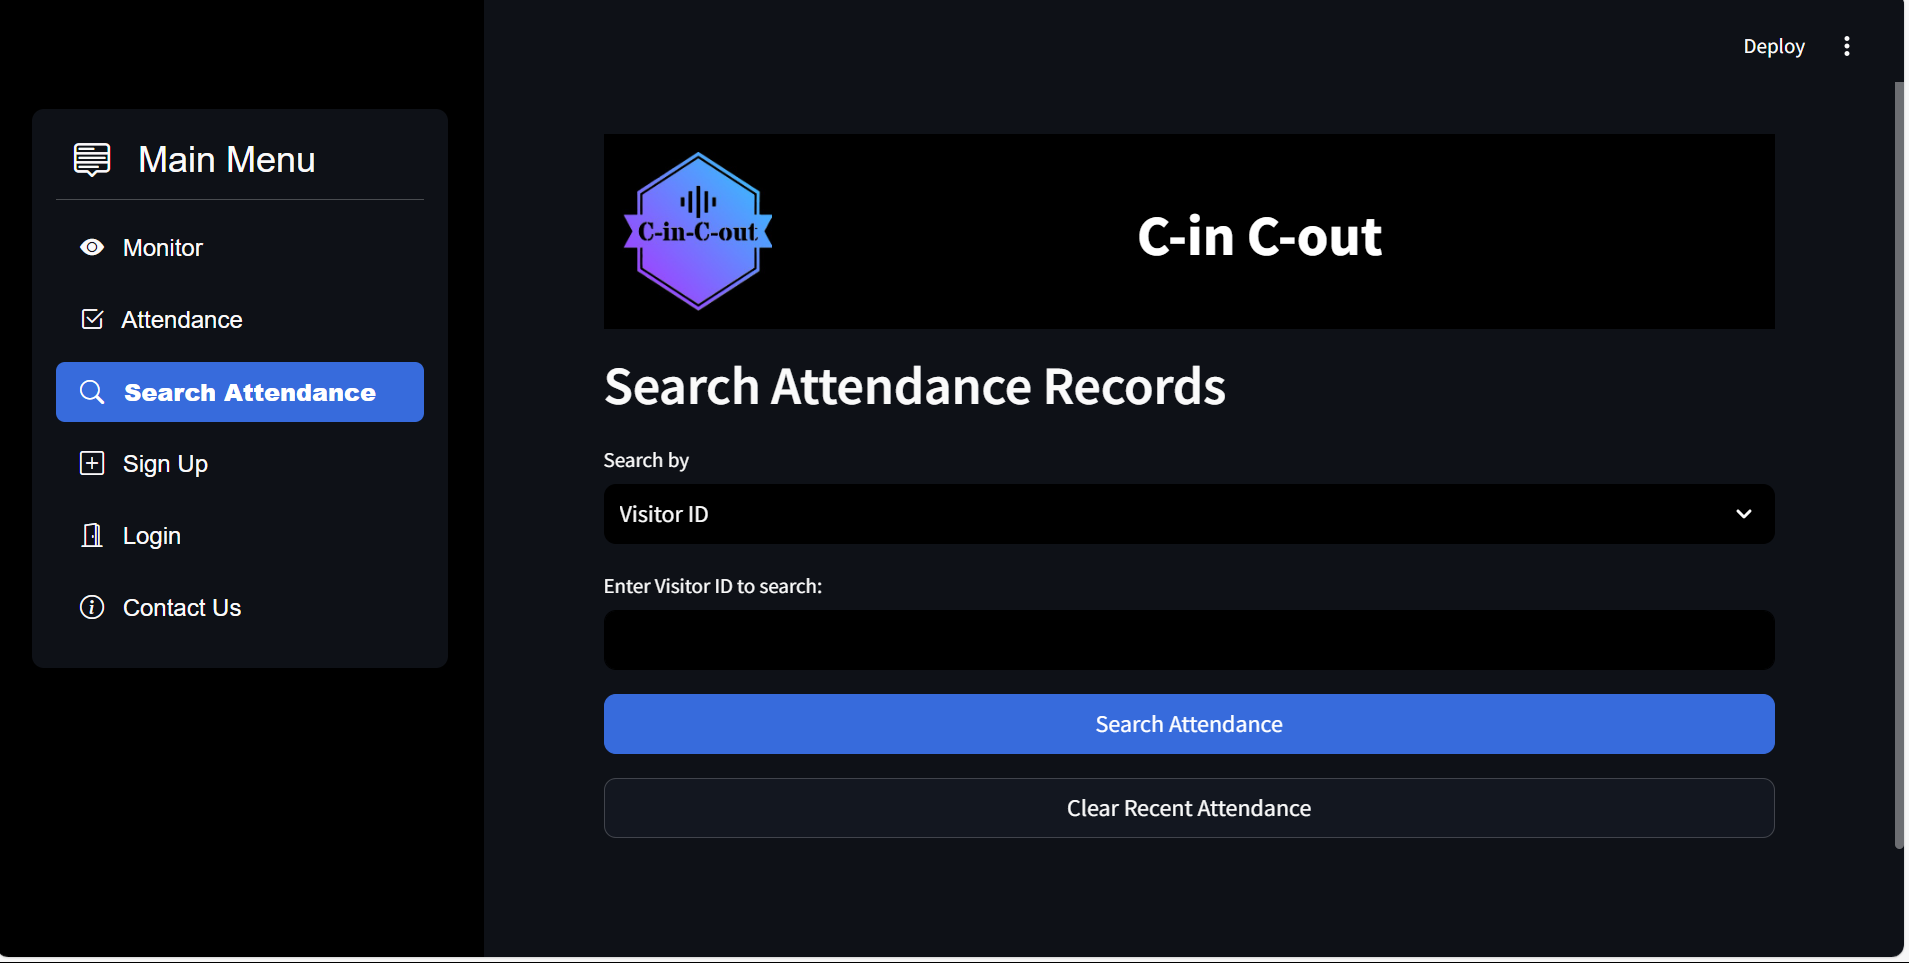 Deploy
Main Menu
Monitor
Attendance
Search Attendance
Sign Up
Login
Contact Us
C-in-C-out
C-in C-out
Search Attendance Records
Search by
Visitor ID
Enter Visitor ID to search:
Search Attendance
Clear Recent Attendance